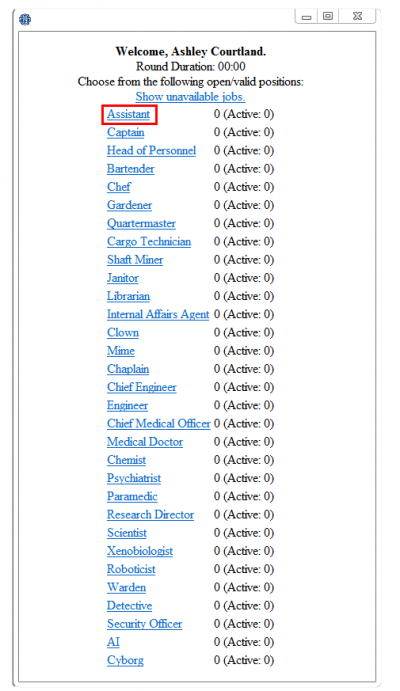 Welcome, Ashley Courtland.
Round Duration: 00:00
Choose from the following open/valid positions:
Show unavailable jobs.
Assistant 0 (Active: 0)
Captain 0 (Active: 0)
Head of Personnel 0 (Active: 0)
Bartender 0 (Active: 0)
Chef 0 (Active: 0)
Gardener 0 (Active: 0)
Quartermaster 0 (Active: 0)
Cargo Technician 0 (Active: 0)
Shaft Miner 0 (Active: 0)
Janitor 0 (Active: 0)
Librarian 0 (Active: 0)
Internal Affairs Agent 0 (Active: 0)
Clown 0 (Active: 0)
Mime 0 (Active: 0)
Chaplain 0 (Active: 0)
Chief Engineer 0 (Active: 0)
Engineer 0 (Active: 0)
Chief Medical Officer 0 (Active: 0)
Medical Doctor 0 (Active: 0)
Chemist 0 (Active: 0)
Psychiatrist 0 (Active: 0)
Paramedic 0 (Active: 0)
Research Director 0 (Active: 0)
Scientist 0 (Active: 0)
Xenobiologist 0 (Active: 0)
Roboticist 0 (Active: 0)
Warden 0 (Active: 0)
Detective 0 (Active: 0)
Security Officer 0 (Active: 0)
AI 0 (Active: 0)
Cyborg 0 (Active: 0)